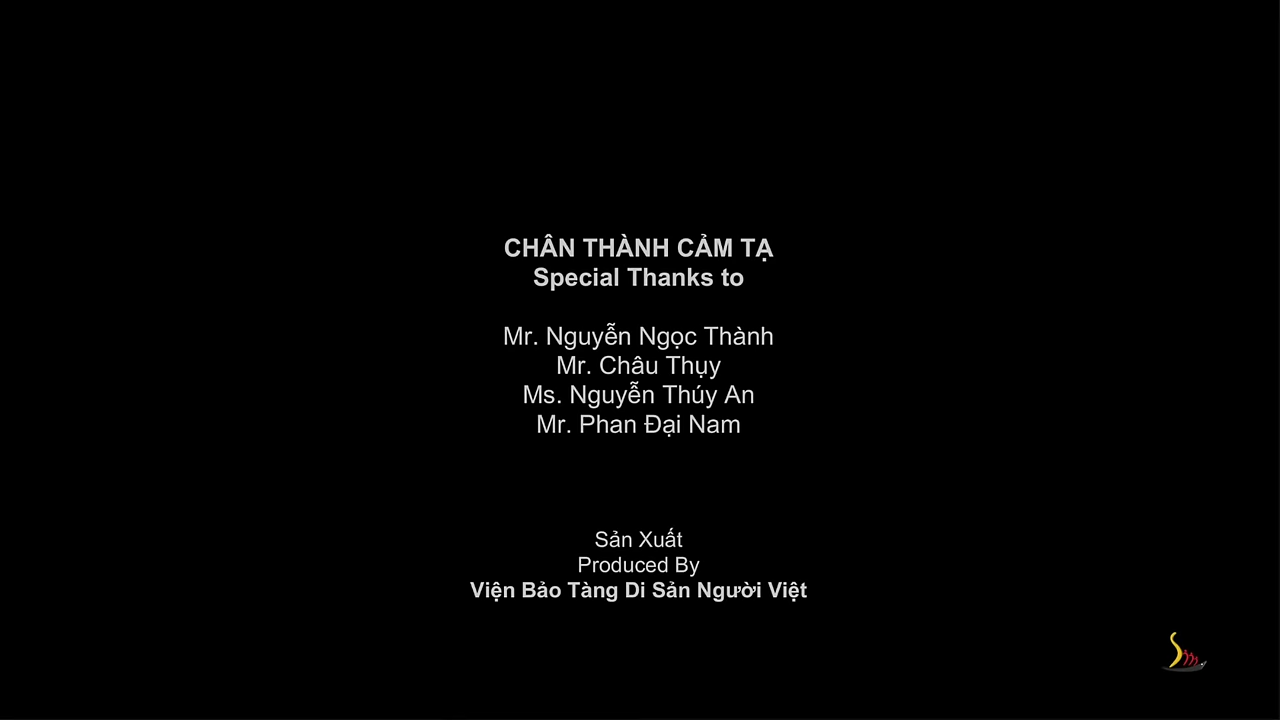 CHÂN THÀNH CẢM TẠ
Special Thanks to
Mr. Nguyễn Ngọc Thành
Mr. Châu Thụy
Ms. Nguyễn Thúy An
Mr. Phan Đại Nam
Sản Xuất
Produced By
Viện Bảo Tàng Di Sản Người Việt